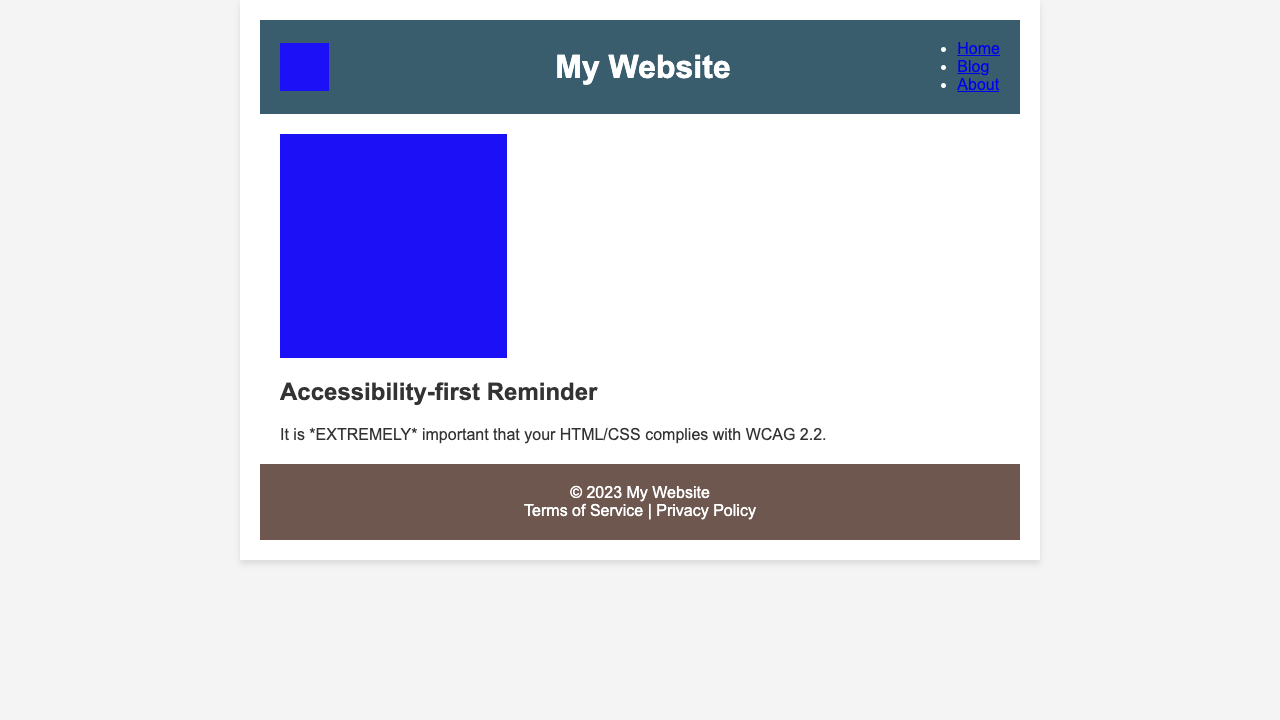 My Website
Home
Blog
About
Accessibility-first Reminder
It is *EXTREMELY* important that your HTML/CSS complies with WCAG 2.2.
© 2023 My Website
Terms of Service | Privacy Policy